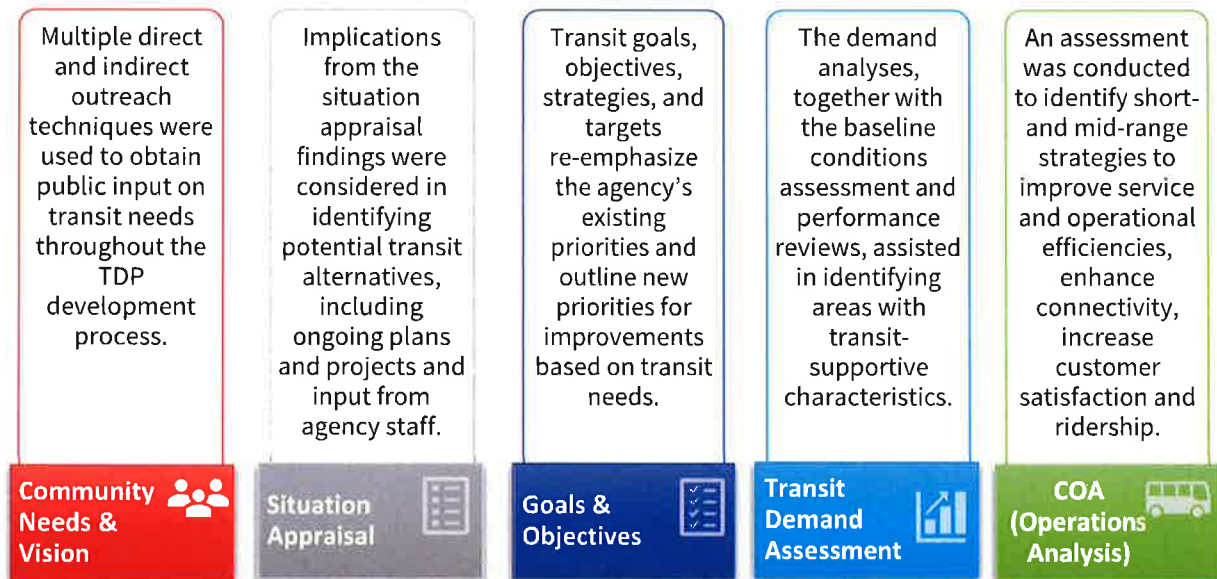 Multiple direct
and indirect
outreach
techniques were
used to obtain
public input on
transit needs
throughout the
TDP
development
process.
Community
Needs &
Vision
Implications
from the
situation
appraisal
findings were
considered in
identifying
potential transit
alternatives,
including
ongoing plans
and projects and
input from
agency staff.
Situation
Appraisal
Transit goals,
objectives,
strategies, and
targets
re-emphasize
the agency's
existing
priorities and
outline new
priorities for
improvements
based on transit
needs.
Goals &
Objectives
The demand
analyses,
together with
the baseline
conditions
assessment and
performance
reviews, assisted
in identifying
areas with
transit-
supportive
characteristics.
Transit
Demand
Assessment
An assessment
was conducted
to identify short-
and mid-range
strategies to
improve service
and operational
efficiencies,
enhance
connectivity,
increase
customer
satisfaction and
ridership.
COA
(Operations
Analysis)